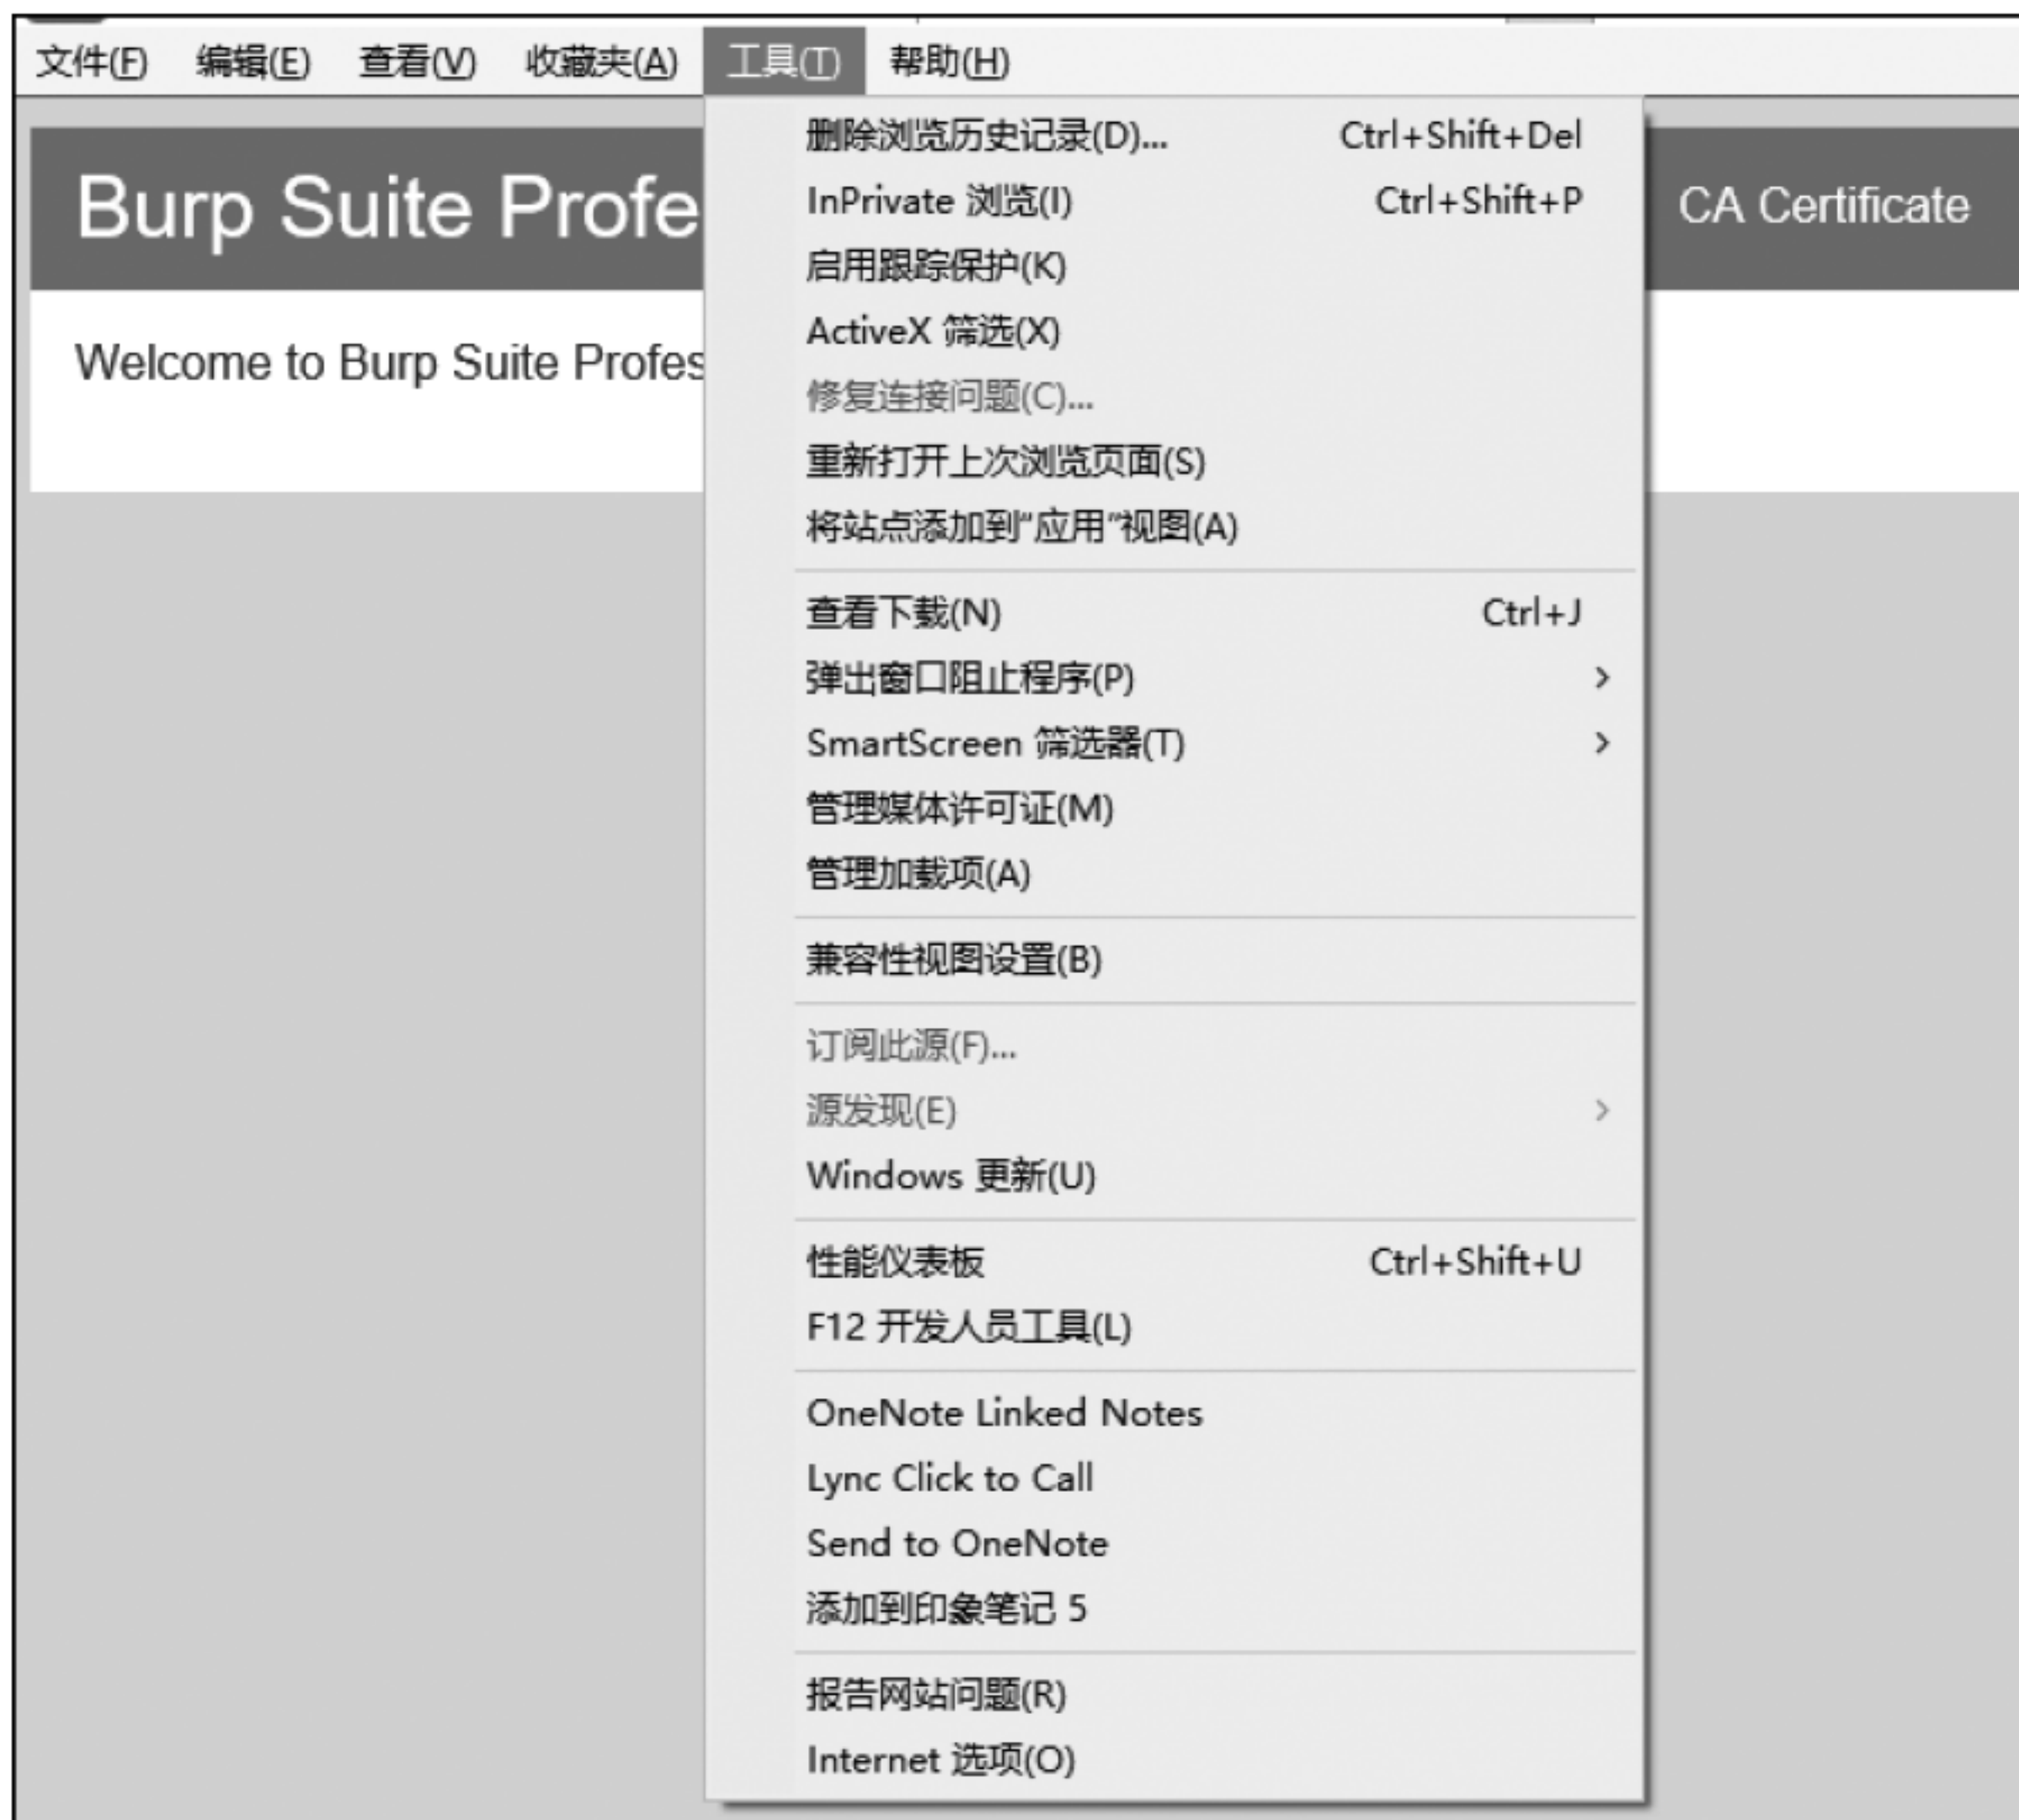 文件(F) 编辑(E) 查看(V) 收藏夹(A) 工具(T) 帮助(H)
Burp Suite Profe
CA Certificate
Welcome to Burp Suite Profes
删除浏览历史记录(D)... Ctrl+Shift+Del
InPrivate 浏览(I) Ctrl+Shift+P
启用跟踪保护(K)
ActiveX 筛选(X)
修复连接问题(C)...
重新打开上次浏览页面(S)
将站点添加到“应用”视图(A)
查看下载(N) Ctrl+J
弹出窗口阻止程序(P)
SmartScreen 筛选器(T)
管理媒体许可证(M)
管理加载项(A)
兼容性视图设置(B)
订阅此源(F)...
源发现(E)
Windows 更新(U)
性能仪表板 Ctrl+Shift+U
F12 开发人员工具(L)
OneNote Linked Notes
Lync Click to Call
Send to OneNote
添加到印象笔记 5
报告网站问题(R)
Internet 选项(O)